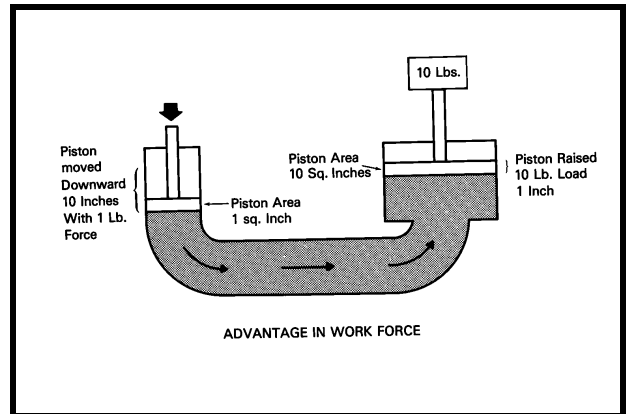 10 Lbs.
Piston
moved
Downward
10 Inches
With 1 Lb.
Force
Piston Area
1 sq. Inch
Piston Area
10 Sq. Inches
Piston Raised
10 Lb. Load
1 Inch
ADVANTAGE IN WORK FORCE